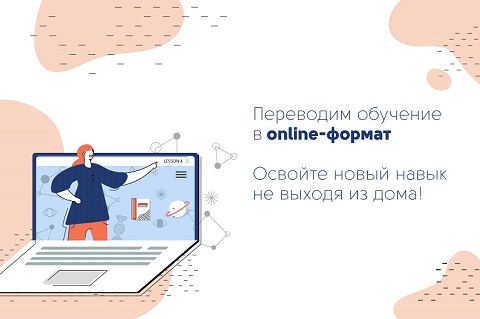 Переводим обучение
в online-формат
Освойте новый навык
не выходя из дома!
LESSON 4